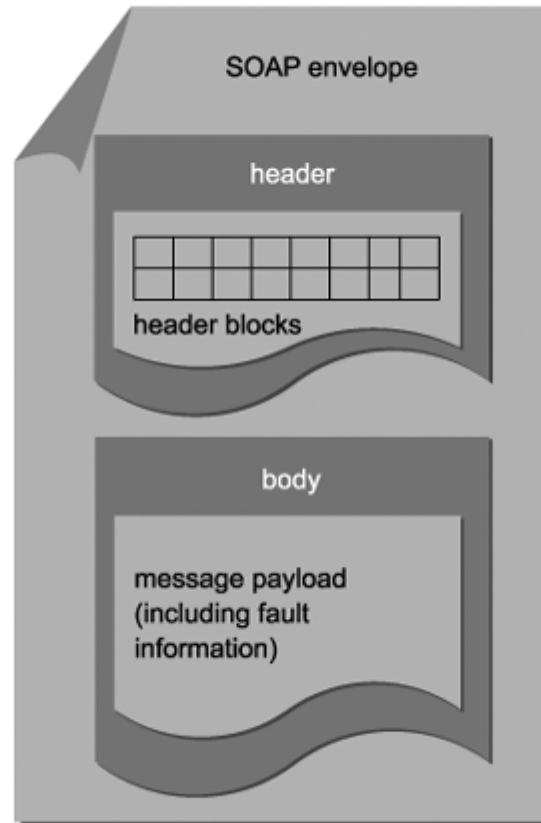 SOAP envelope
header
header blocks
body
message payload
(including fault
information)